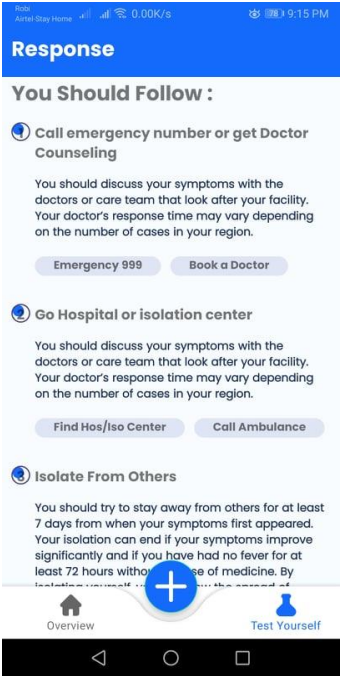 Robi
Airtel-Stay Home 0.00K/s 78 9:15 PM
Response
You Should Follow :
1 Call emergency number or get Doctor
Counseling
You should discuss your symptoms with the
doctors or care team that look after your facility.
Your doctor's response time may vary depending
on the number of cases in your region.
Emergency 999 Book a Doctor
2 Go Hospital or isolation center
You should discuss your symptoms with the
doctors or care team that look after your facility.
Your doctor's response time may vary depending
on the number of cases in your region.
Find Hos/Iso Center Call Ambulance
3 Isolate From Others
You should try to stay away from others for at least
7 days from when your symptoms first appeared.
Your isolation can end if your symptoms improve
significantly and if you have had no fever for at
least 72 hours se of medicine. By
Overview Test Yourself